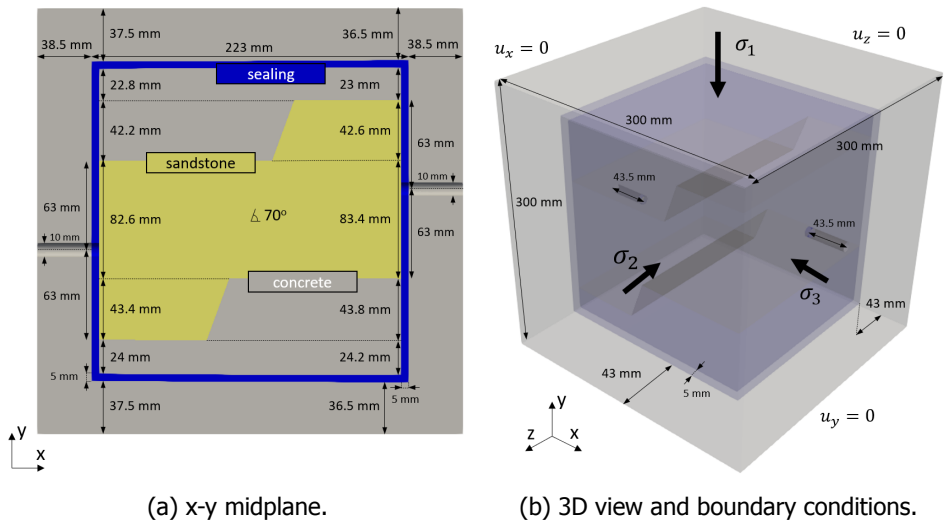 37.5 mm
36.5 mm
38.5 mm
223 mm
38.5 mm
sealing
22.8 mm
23 mm
42.2 mm
42.6 mm
63 mm
sandstone
10 mm
63 mm
82.6 mm
∡ 70°
83.4 mm
63 mm
10 mm
concrete
63 mm
43.4 mm
43.8 mm
24 mm
24.2 mm
5 mm
5 mm
37.5 mm
36.5 mm
y
x
(a) x-y midplane.
u_x = 0
σ_1
u_z = 0
300 mm
300 mm
43.5 mm
300 mm
43.5 mm
σ_2
σ_3
43 mm
43 mm
5 mm
u_y = 0
y
z
x
(b) 3D view and boundary conditions.